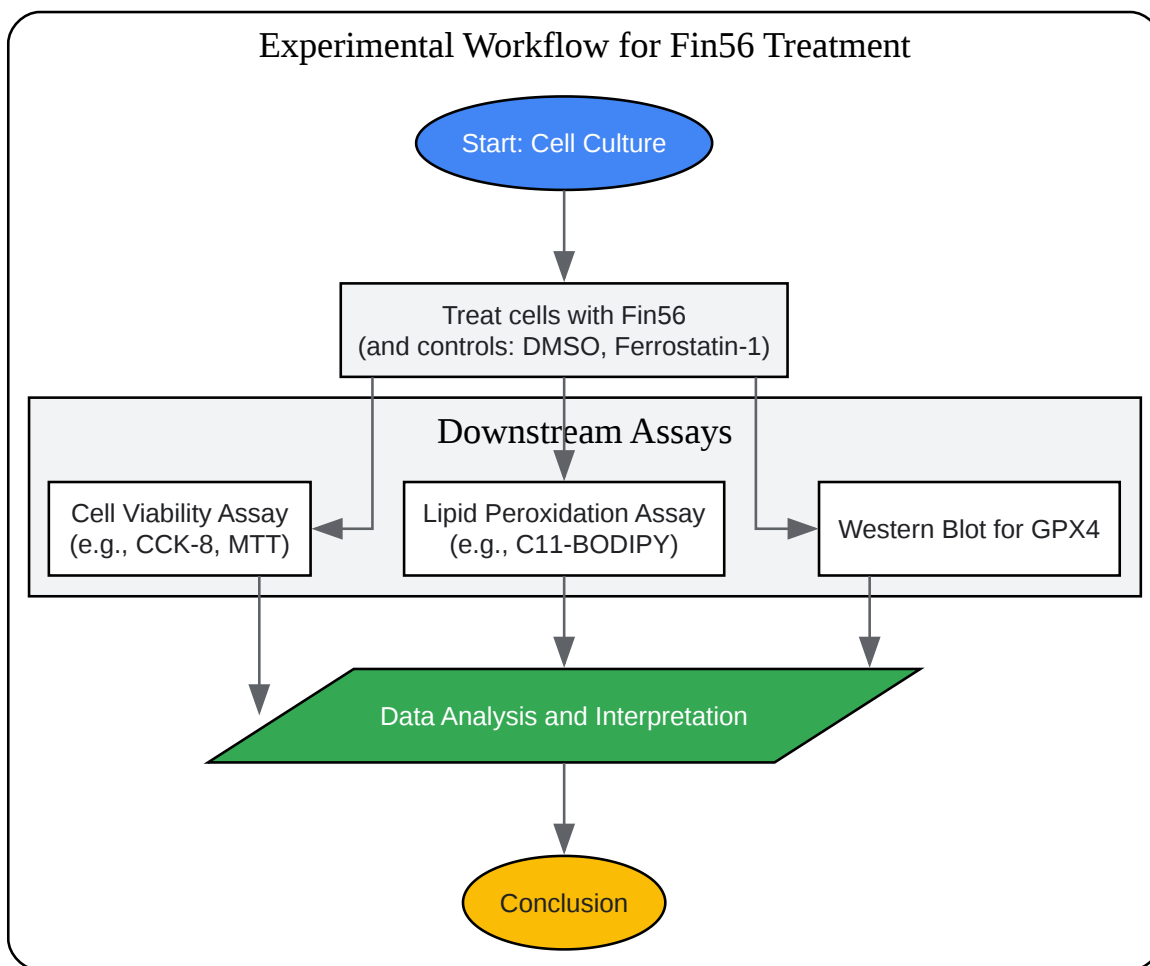 Experimental Workflow for Fin56 Treatment
Start: Cell Culture
Treat cells with Fin56
(and controls: DMSO, Ferrostatin-1)
Downstream Assays
Cell Viability Assay
(e.g., CCK-8, MTT)
Lipid Peroxidation Assay
(e.g., C11-BODIPY)
Western Blot for GPX4
Data Analysis and Interpretation
Conclusion